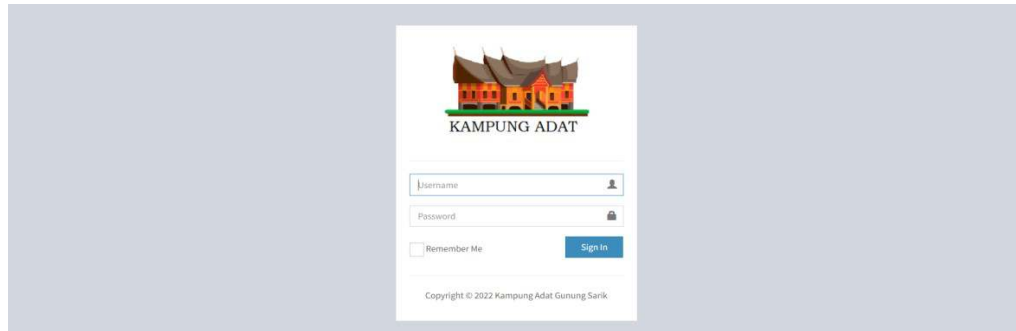 KAMPUNG ADAT
Username
Password
Remember Me
Sign In
Copyright © 2022 Kampung Adat Gunung Sarik